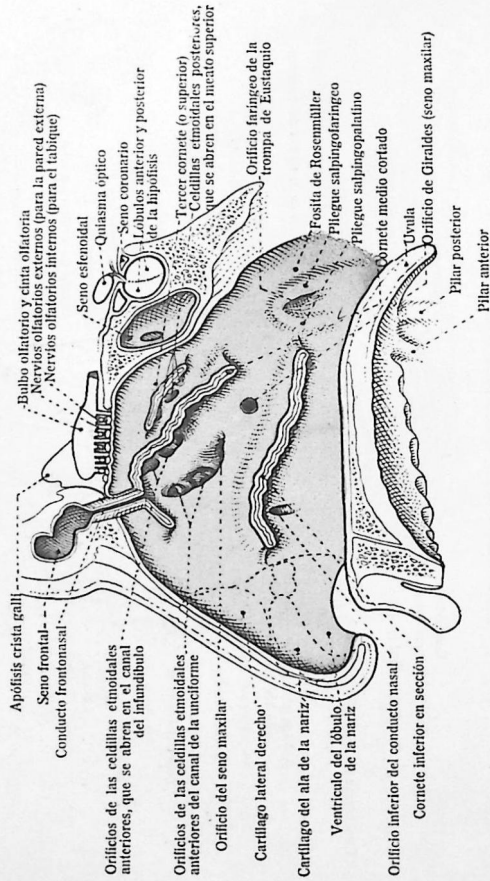 Apófisis crista galli
Seno frontal
Conducto frontonasal
Orificios de las celdillas etmoidales
anteriores, que se abren en el canal
del infundíbulo
Orificios de las celdillas etmoidales
anteriores del canal de la unciforme
Orificio del seno maxilar
Cartílago lateral derecho
Cartílago del ala de la nariz
Ventrículo del lóbulo
de la nariz
Orificio inferior del conducto nasal
Cornete inferior en sección
Bulbo olfatorio y cinta olfatoria
Nervios olfatorios externos (para la pared externa)
Nervios olfatorios internos (para el tabique)
Seno esfenoidal
Quiasma óptico
Seno coronario
Lóbulos anterior y posterior
de la hipófisis
Tercer cornete (o superior)
Celdillas etmoidales posteriores,
que se abren en el meato superior
Orificio faríngeo de la
trompa de Eustaquio
Fosita de Rosenmüller
Pliegue salpingofaríngeo
Pliegue salpingopalatino
Cornete medio cortado
Uvula
Orificio de Giraldes (seno maxilar)
Pilar posterior
Pilar anterior